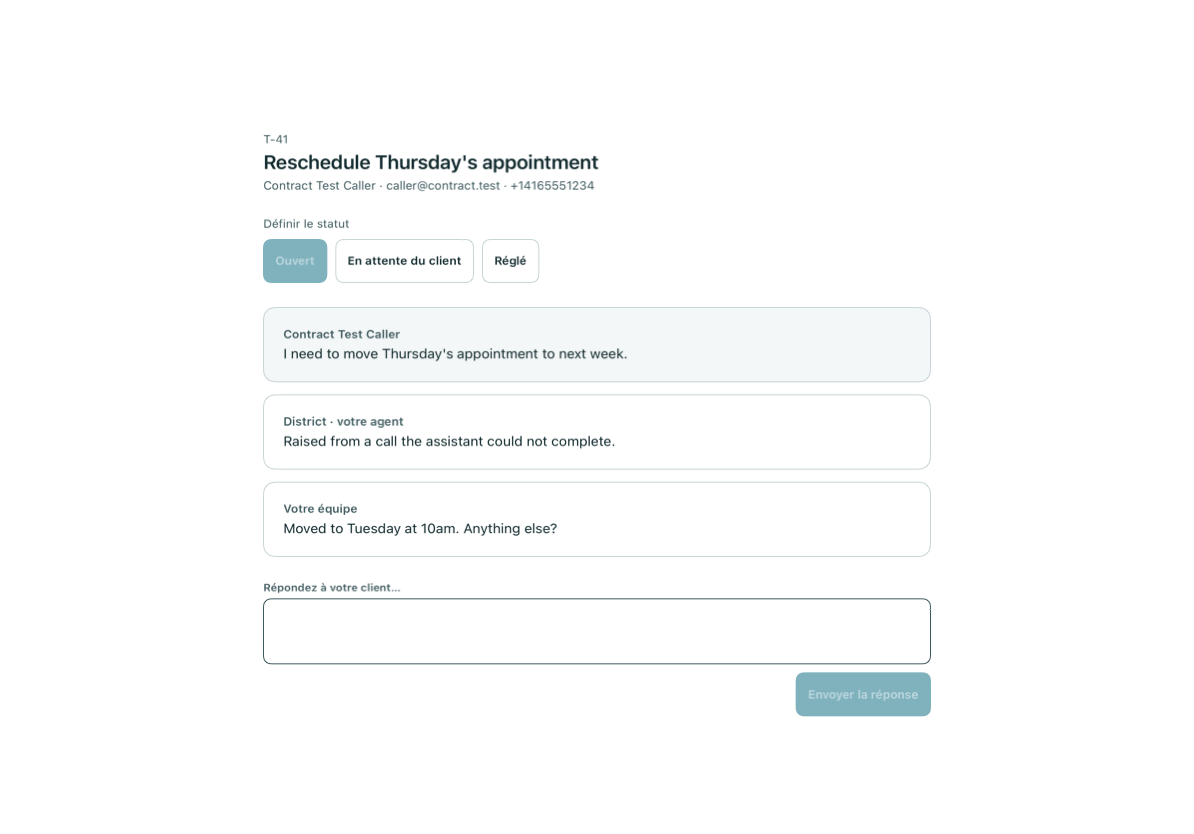 T-41
Reschedule Thursday's appointment
Contract Test Caller · caller@contract.test · +14165551234
Définir le statut
Ouvert
En attente du client
Réglé
Contract Test Caller
I need to move Thursday's appointment to next week.
District · votre agent
Raised from a call the assistant could not complete.
Votre équipe
Moved to Tuesday at 10am. Anything else?
Répondez à votre client...
Envoyer la réponse